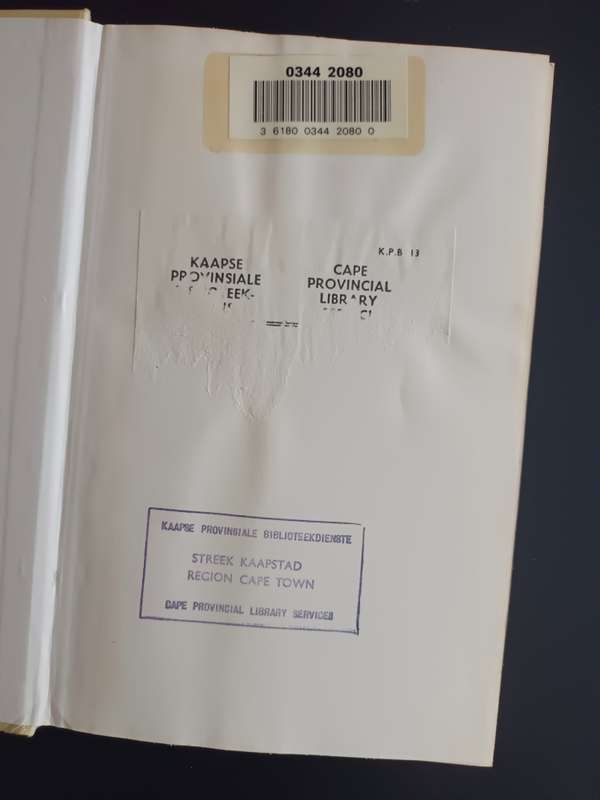 0344 2080
3 6180 0344 2080 0
K.P.B. 13
KAAPSE
PROVINSIALE
CAPE
PROVINCIAL
LIBRARY
KAAPSE PROVINSIALE BIBLIOTEEKDIENSTE
STREEK KAAPSTAD
REGION CAPE TOWN
CAPE PROVINCIAL LIBRARY SERVICES